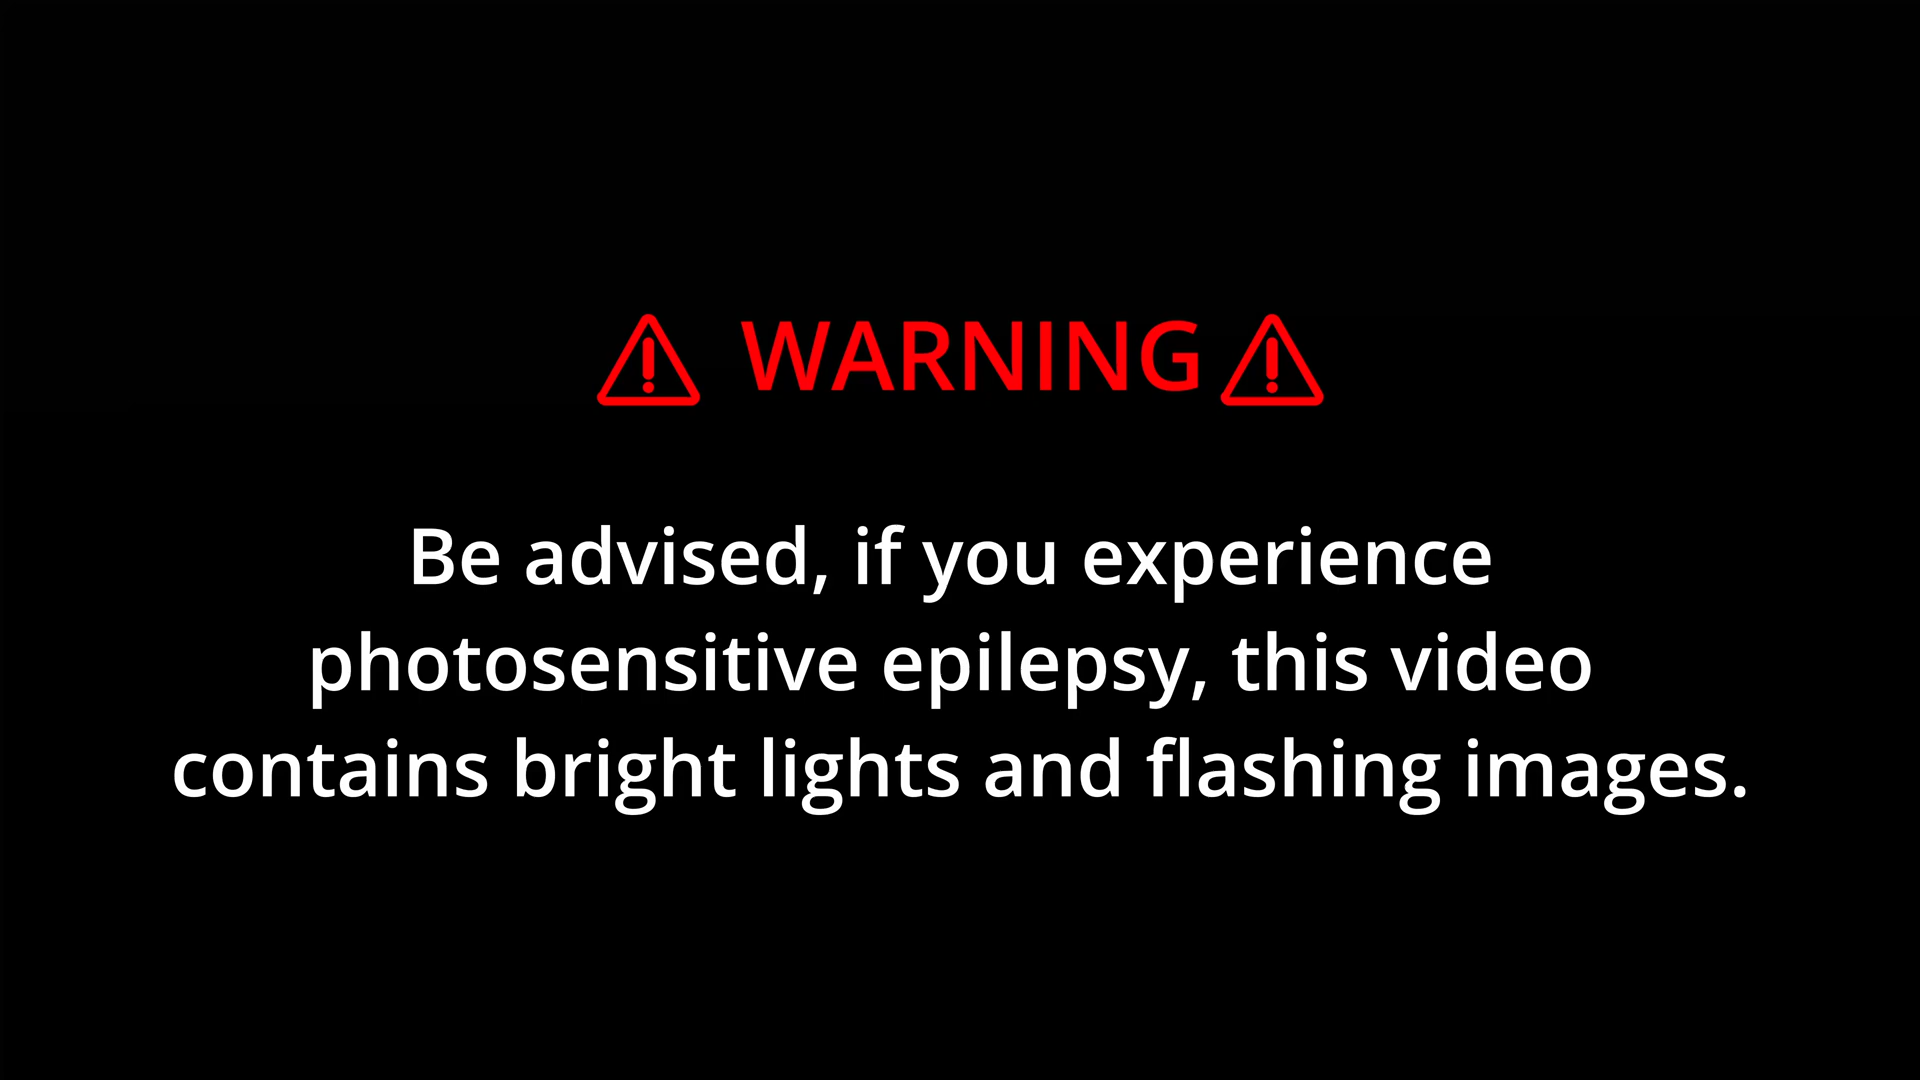 WARNING
Be advised, if you experience
photosensitive epilepsy, this video
contains bright lights and flashing images.